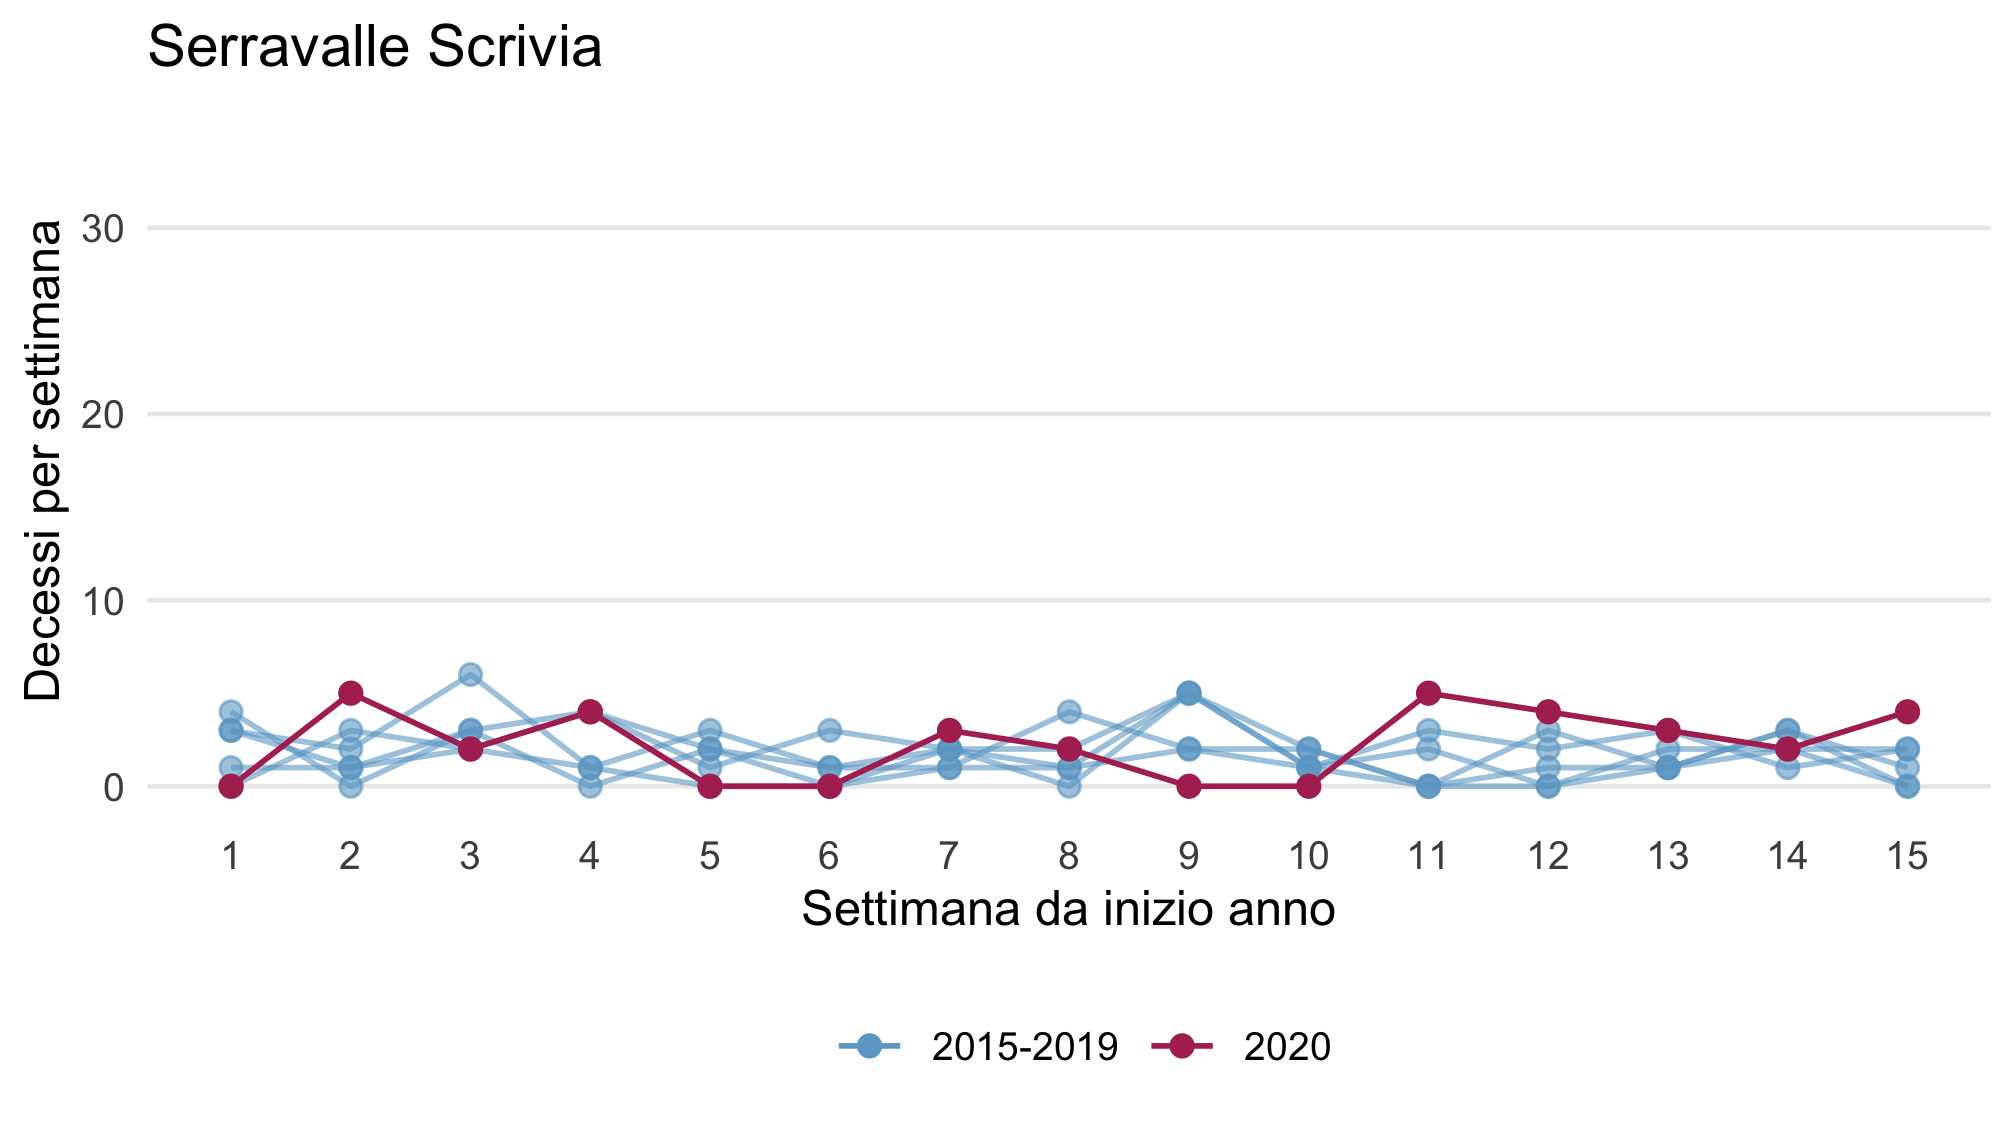 Serravalle Scrivia
Decessi per settimana
30
20
10
0
1 2 3 4 5 6 7 8 9 10 11 12 13 14 15
Settimana da inizio anno
2015-2019 2020